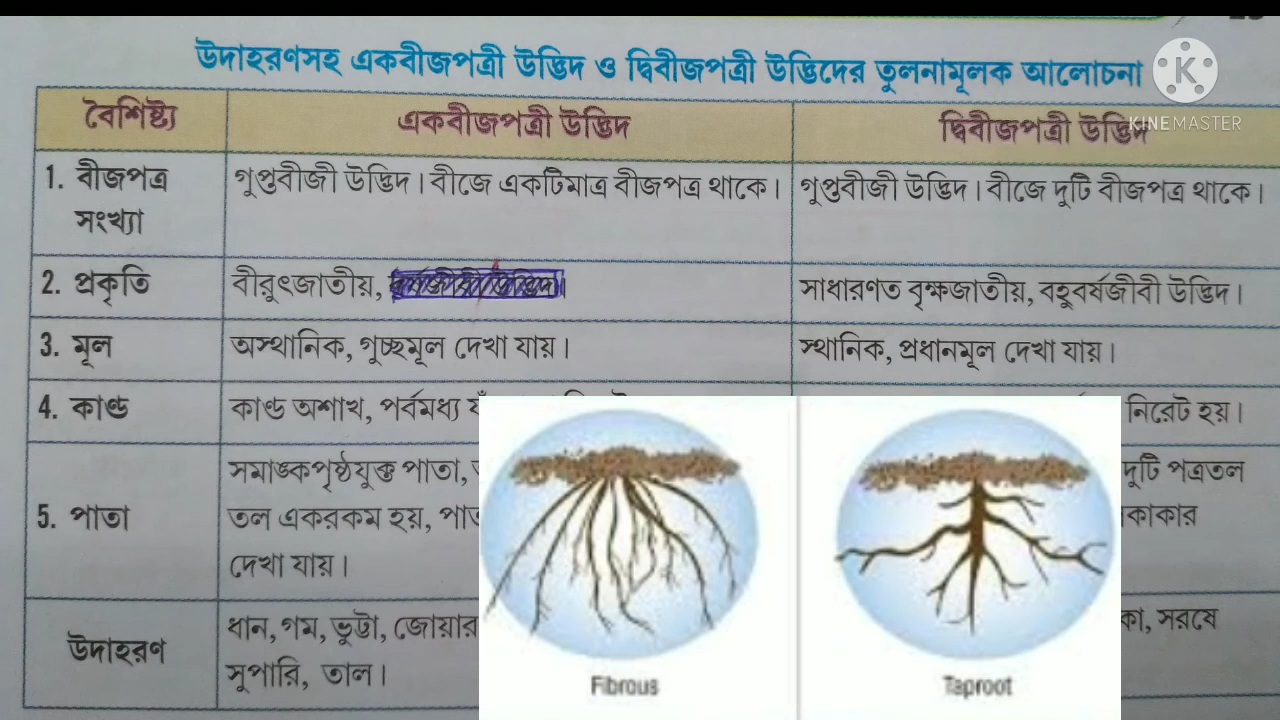 উদাহরণসহ একবীজপত্রী উদ্ভিদ ও দ্বিবীজপত্রী উদ্ভিদের তুলনামূলক আলোচনা
KINEMASTER
বৈশিষ্ট্য একবীজপত্রী উদ্ভিদ দ্বিবীজপত্রী উদ্ভিদ
1. বীজপত্র সংখ্যা
গুপ্তবীজী উদ্ভিদ। বীজে একটিমাত্র বীজপত্র থাকে।
গুপ্তবীজী উদ্ভিদ। বীজে দুটি বীজপত্র থাকে।
2. প্রকৃতি
বীরুৎজাতীয়,
সাধারণত বৃক্ষজাতীয়, বহুবর্ষজীবী উদ্ভিদ।
3. মূল
অস্থানিক, গুচ্ছমূল দেখা যায়।
স্থানিক, প্রধানমূল দেখা যায়।
4. কাণ্ড
কাণ্ড অশাখ, পর্বমধ্য
নিরেট হয়।
5. পাতা
সমাঙ্কপৃষ্ঠযুক্ত পাতা,
তল একরকম হয়,
দেখা যায়।
দুটি পত্রতল
উদাহরণ
ধান, গম, ভুট্টা, জোয়ার
সুপারি, তাল।
সরষে
Fibrous
Taproot